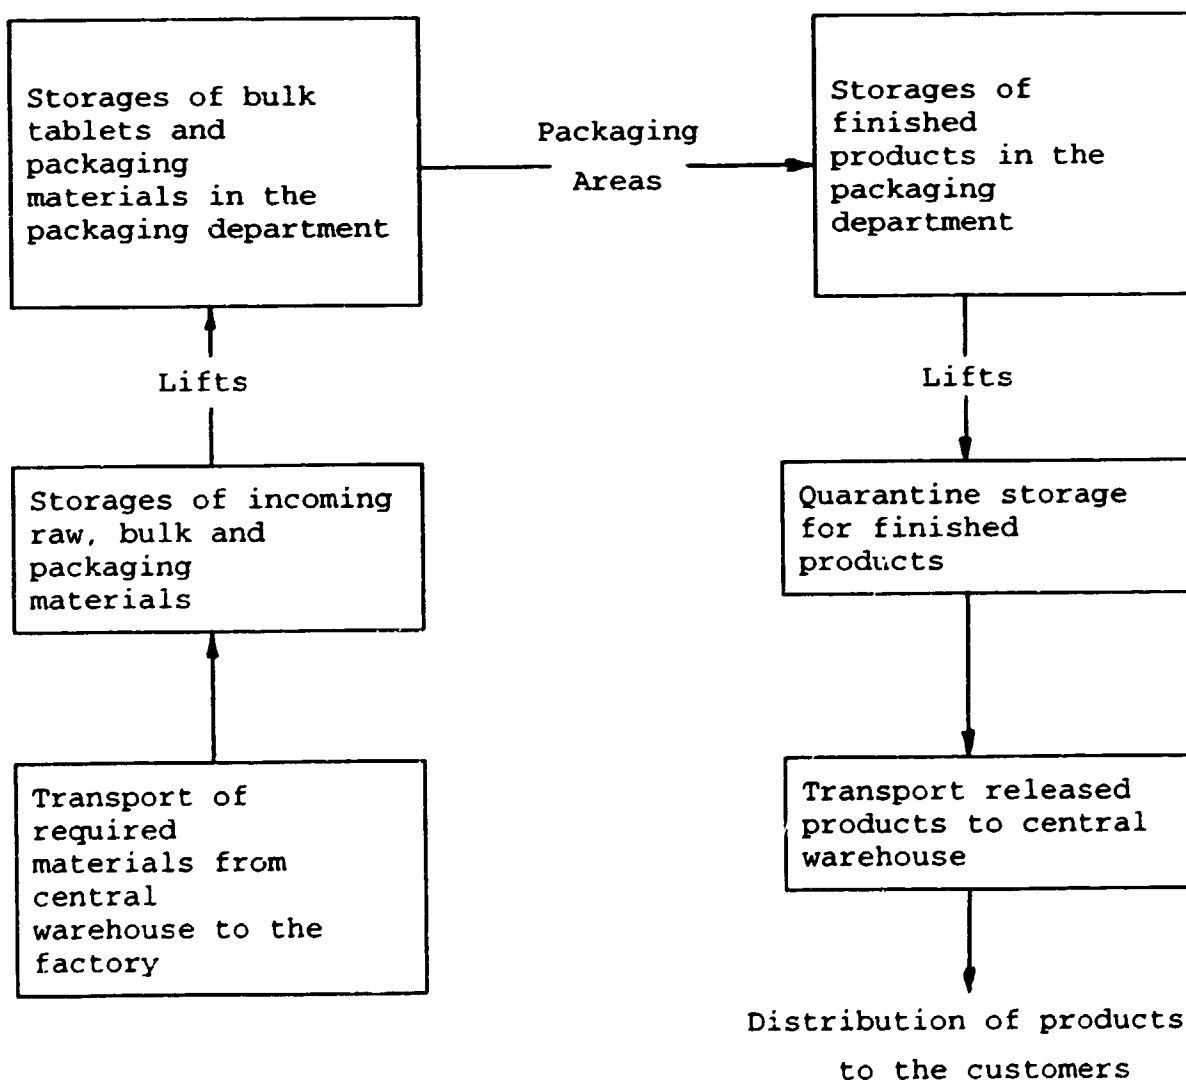 Storages of bulk
tablets and
packaging
materials in the
packaging department
Packaging
Areas
Storages of
finished
products in the
packaging
department
Lifts
Lifts
Storages of incoming
raw, bulk and
packaging
materials
Quarantine storage
for finished
products
Transport of
required
materials from
central
warehouse to the
factory
Transport released
products to central
warehouse
Distribution of products
to the customers